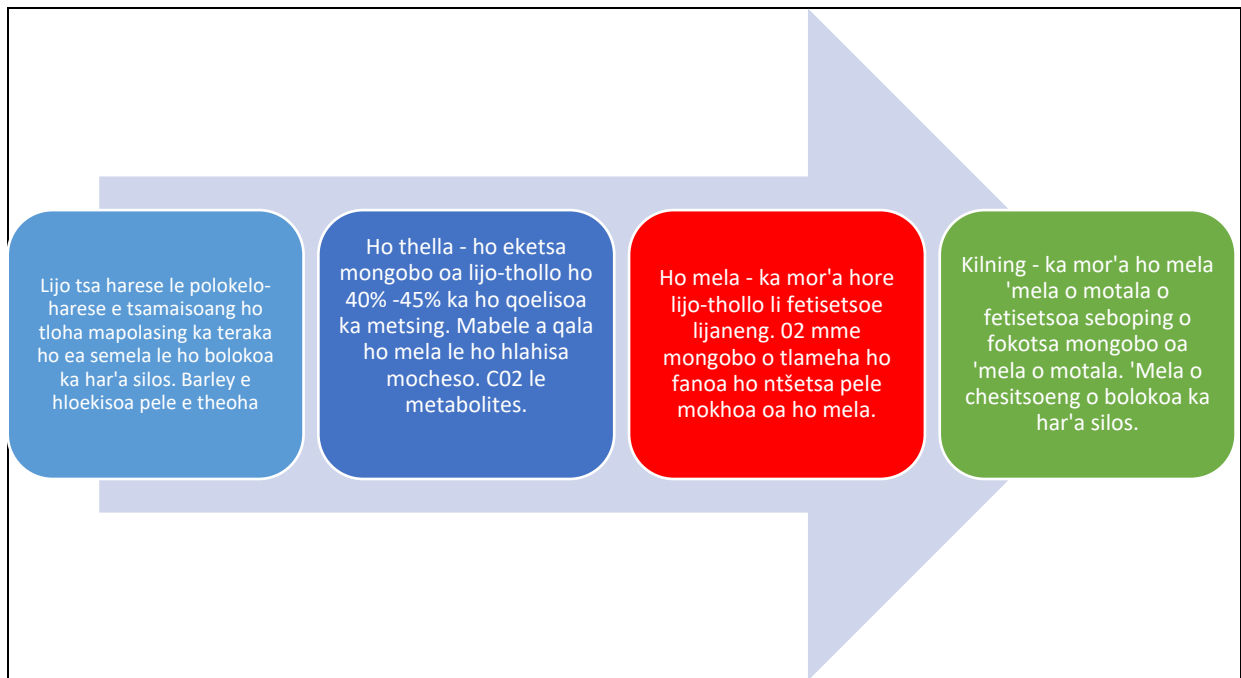 Lijo tsa harese le polokelo-
harese e tsamaisoang ho
tloha mapolasing ka teraka
ho ea semela le ho bolokoa
ka har'a silos. Barley e
hloekisoa pele e theoha
Ho thella - ho eketsa
mongobo oa lijo-thollo ho
40% -45% ka ho qoelisoa
ka metsing. Mabele a qala
ho mela le ho hlahisa
mocheso. C02 le
metabolites.
Ho mela - ka mor'a hore
lijo-thollo li fetisetsoe
lijaneng. 02 mme
mongobo o tlameha ho
fanoa ho ntšetsa pele
mokhoa oa ho mela.
Kilning - ka mor'a ho mela
'mela o motala o
fetisetsoa seboping o
fokotsa mongobo oa
'mela o motala. 'Mela o
chesitsoeng o bolokoa ka
har'a silos.